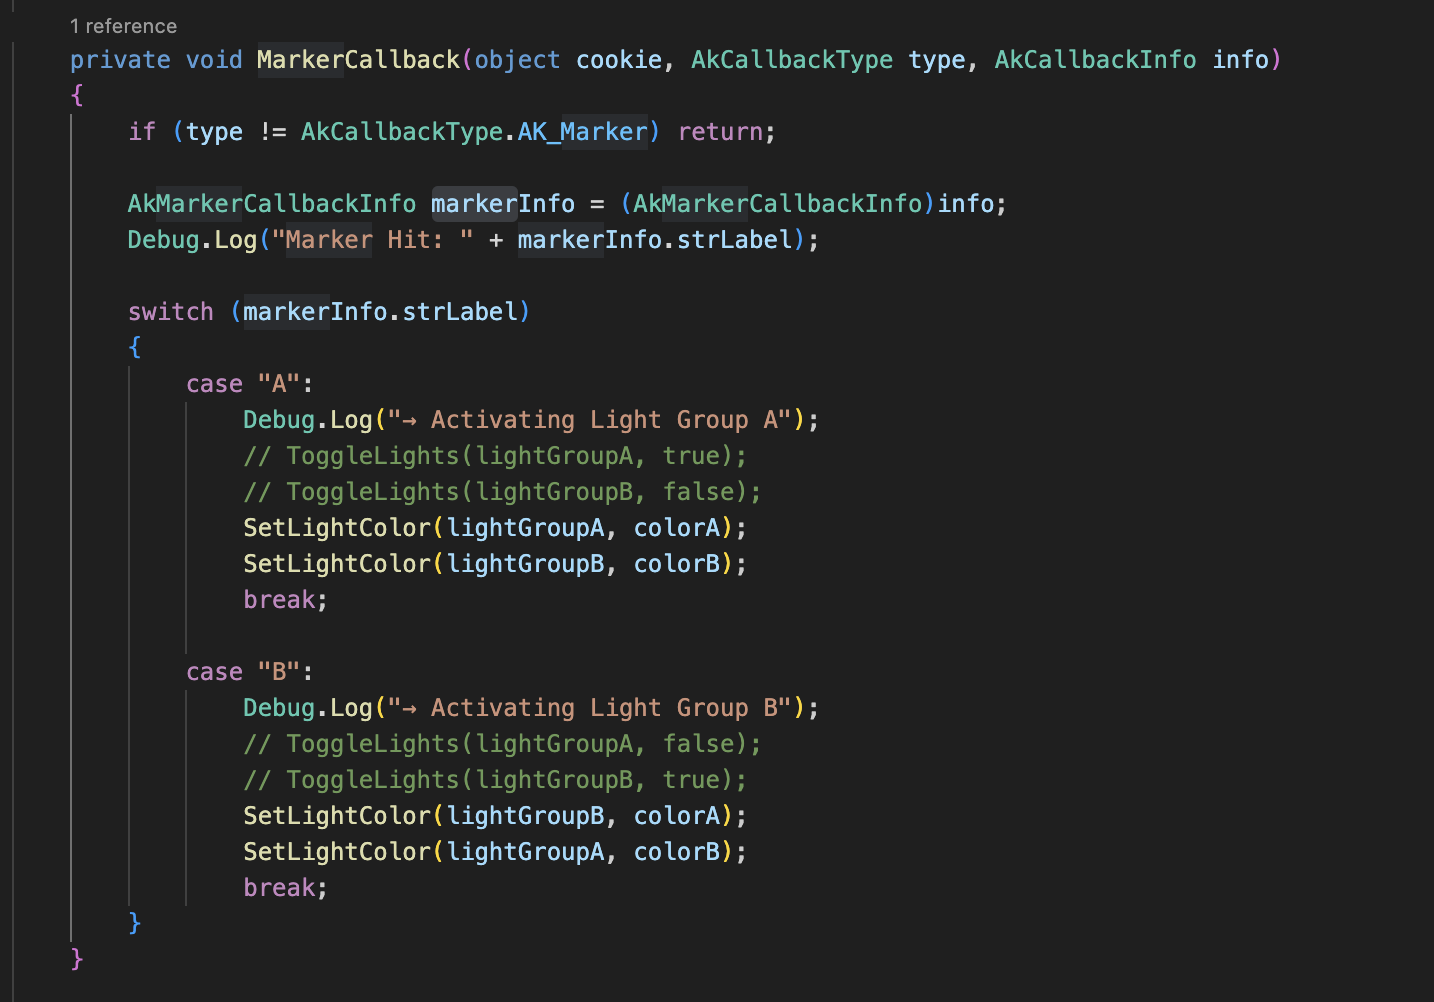 1 reference
private void MarkerCallback(object cookie, AkCallbackType type, AkCallbackInfo info)
{
    if (type != AkCallbackType.AK_Marker) return;

    AkMarkerCallbackInfo markerInfo = (AkMarkerCallbackInfo)info;
    Debug.Log("Marker Hit: " + markerInfo.strLabel);

    switch (markerInfo.strLabel)
    {
        case "A":
            Debug.Log("→ Activating Light Group A");
            // ToggleLights(lightGroupA, true);
            // ToggleLights(lightGroupB, false);
            SetLightColor(lightGroupA, colorA);
            SetLightColor(lightGroupB, colorB);
            break;

        case "B":
            Debug.Log("→ Activating Light Group B");
            // ToggleLights(lightGroupA, false);
            // ToggleLights(lightGroupB, true);
            SetLightColor(lightGroupB, colorA);
            SetLightColor(lightGroupA, colorB);
            break;
    }
}